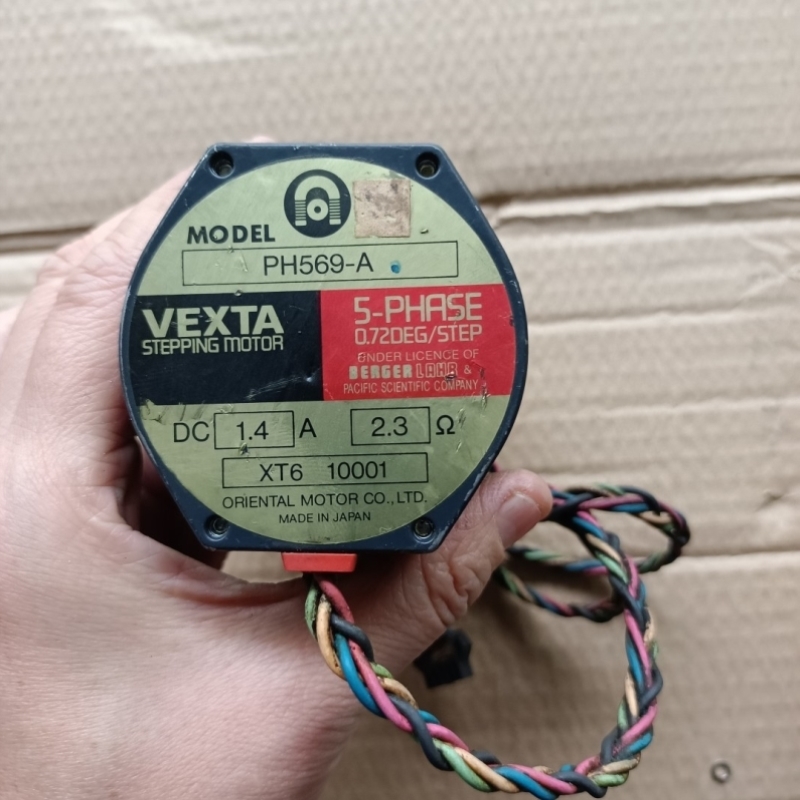 MODEL
PH569-A
VEXTA
STEPPING MOTOR
5-PHASE
0.72DEG/STEP
UNDER LICENCE OF
BERGER LAHR &
PACIFIC SCIENTIFIC COMPANY
DC 1.4 A 2.3 Ω
XT6 10001
ORIENTAL MOTOR CO., LTD.
MADE IN JAPAN